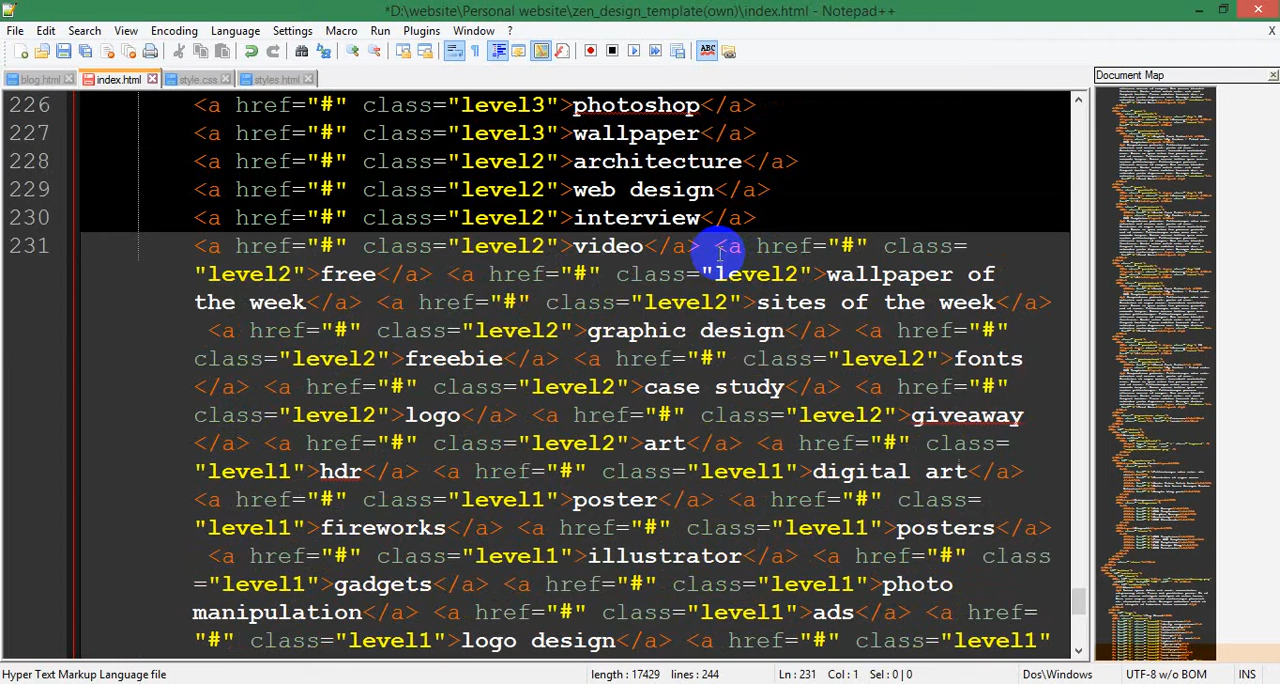 *D:\website\Personal website\zen_design_template(own)\index.html - Notepad++
File Edit Search View Encoding Language Settings Macro Run Plugins Window ? X
blog.html index.html style.css styles.html
Document Map
226 <a href="#" class="level3">photoshop</a>
227 <a href="#" class="level3">wallpaper</a>
228 <a href="#" class="level2">architecture</a>
229 <a href="#" class="level2">web design</a>
230 <a href="#" class="level2">interview</a>
231 <a href="#" class="level2">video</a> <a href="#" class=
"level2">free</a> <a href="#" class="level2">wallpaper of
the week</a> <a href="#" class="level2">sites of the week</a>
<a href="#" class="level2">graphic design</a> <a href="#"
class="level2">freebie</a> <a href="#" class="level2">fonts
</a> <a href="#" class="level2">case study</a> <a href="#"
class="level2">logo</a> <a href="#" class="level2">giveaway
</a> <a href="#" class="level2">art</a> <a href="#" class=
"level1">hdr</a> <a href="#" class="level1">digital art</a>
<a href="#" class="level1">poster</a> <a href="#" class=
"level1">fireworks</a> <a href="#" class="level1">posters</a>
<a href="#" class="level1">illustrator</a> <a href="#" class
="level1">gadgets</a> <a href="#" class="level1">photo
manipulation</a> <a href="#" class="level1">ads</a> <a href=
"#" class="level1">logo design</a> <a href="#" class="level1"
Hyper Text Markup Language file length : 17429 lines : 244 Ln : 231 Col : 1 Sel : 0 | 0 Dos\Windows UTF-8 w/o BOM INS